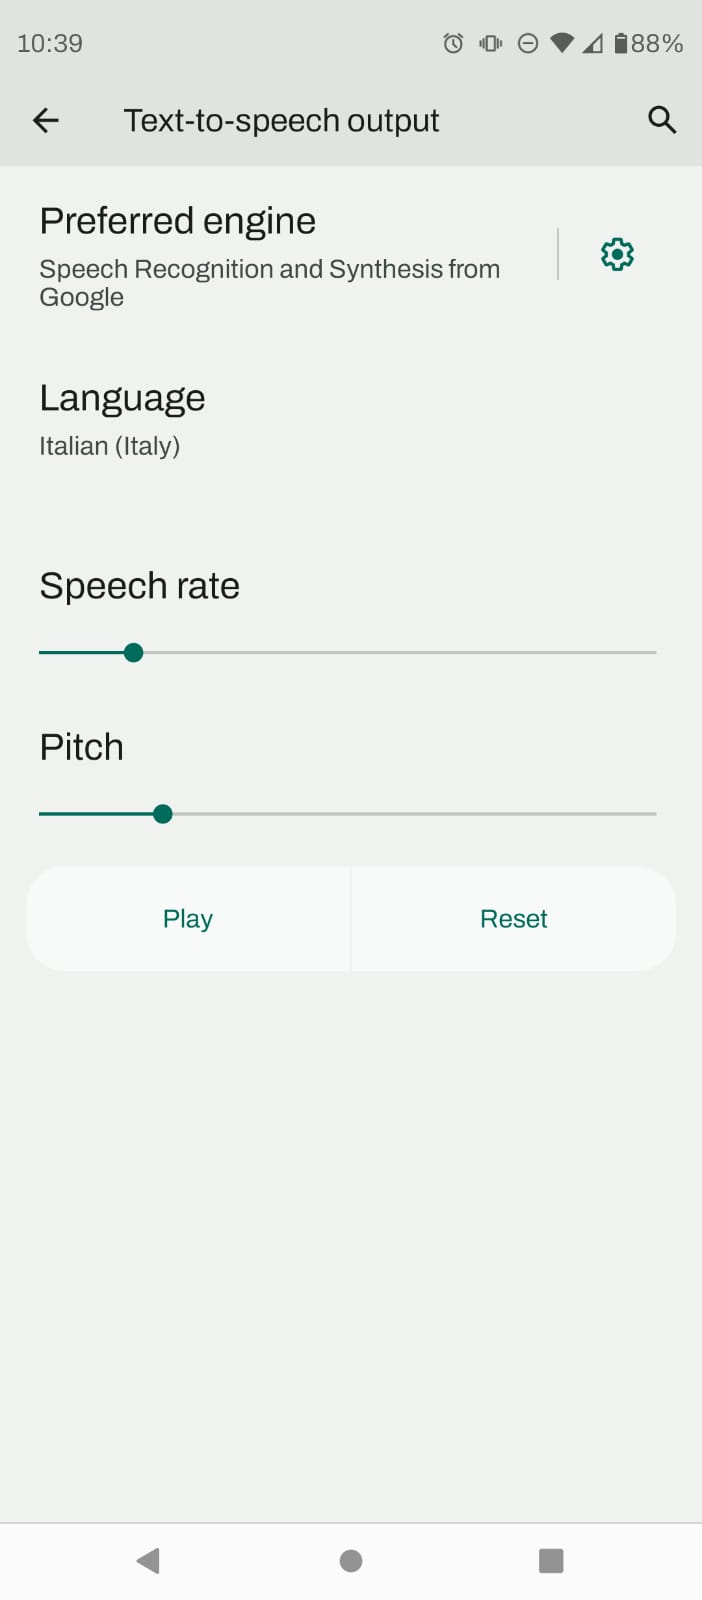 10:39
88%
Text-to-speech output
Preferred engine
Speech Recognition and Synthesis from
Google
Language
Italian (Italy)
Speech rate
Pitch
Play
Reset